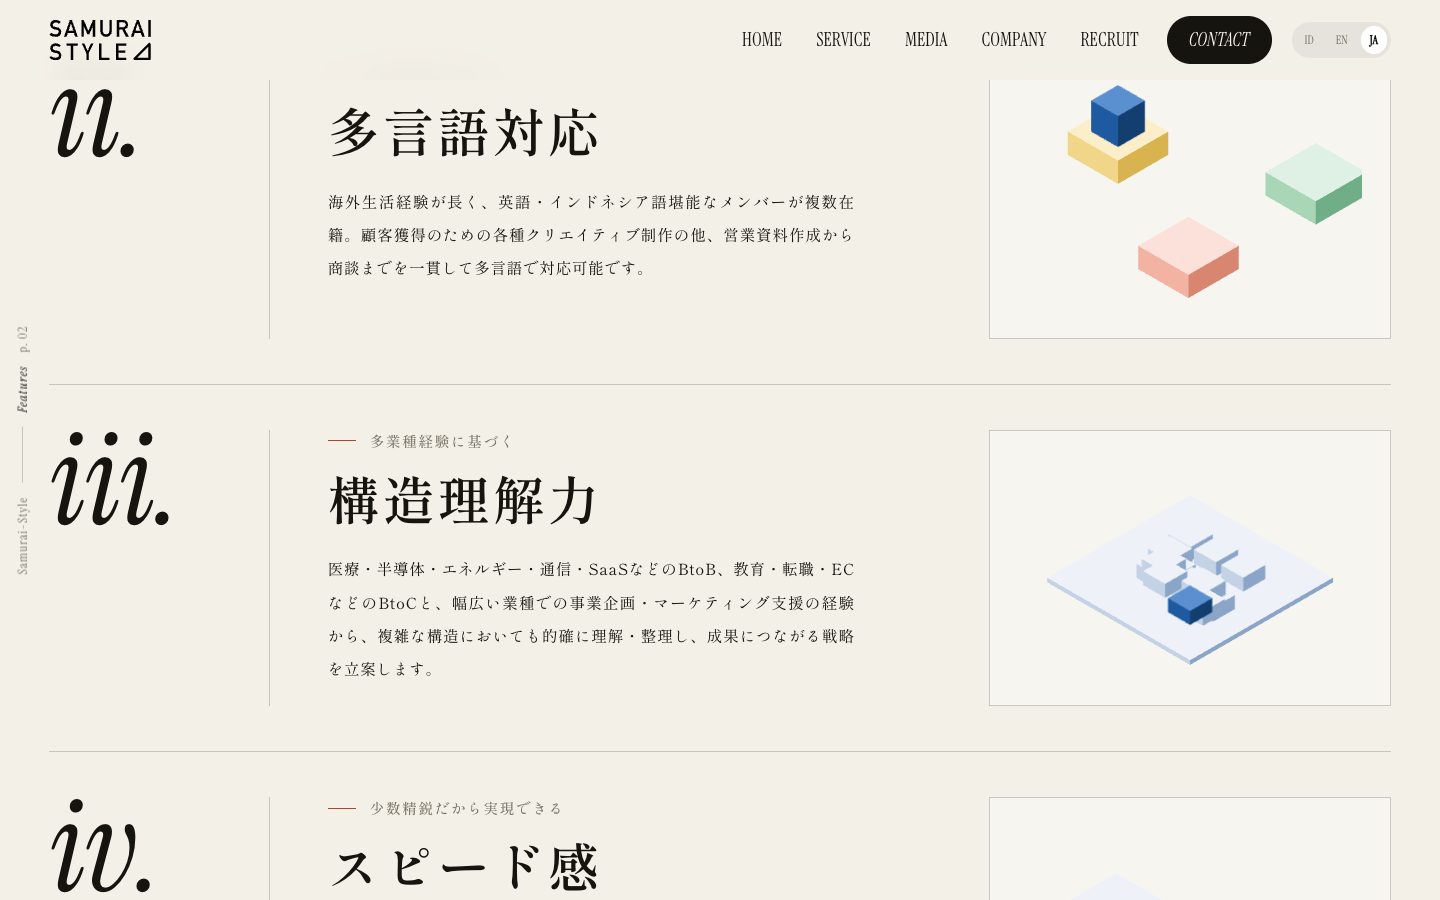 SAMURAI
STYLE
HOME
SERVICE
MEDIA
COMPANY
RECRUIT
CONTACT
ID
EN
JA
ii.
多言語対応
海外生活経験が長く、英語・インドネシア語堪能なメンバーが複数在
籍。顧客獲得のための各種クリエイティブ制作の他、営業資料作成から
商談までを一貫して多言語で対応可能です。
Samurai-Style
Features
p. 02
iii.
多業種経験に基づく
構造理解力
医療・半導体・エネルギー・通信・SaaSなどのBtoB、教育・転職・EC
などのBtoCと、幅広い業種での事業企画・マーケティング支援の経験
から、複雑な構造においても的確に理解・整理し、成果につながる戦略
を立案します。
iv.
少数精鋭だから実現できる
スピード感